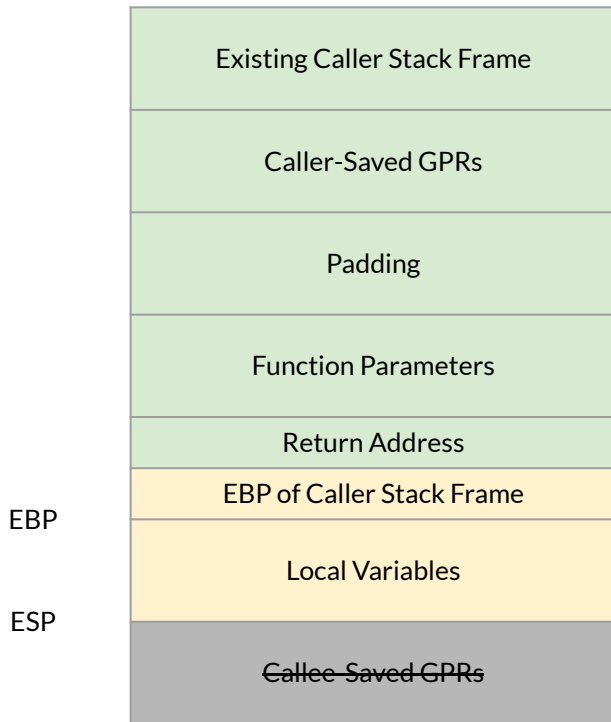 Existing Caller Stack Frame
Caller-Saved GPRs
Padding
Function Parameters
Return Address
EBP of Caller Stack Frame
EBP
Local Variables
ESP
Callee-Saved GPRs